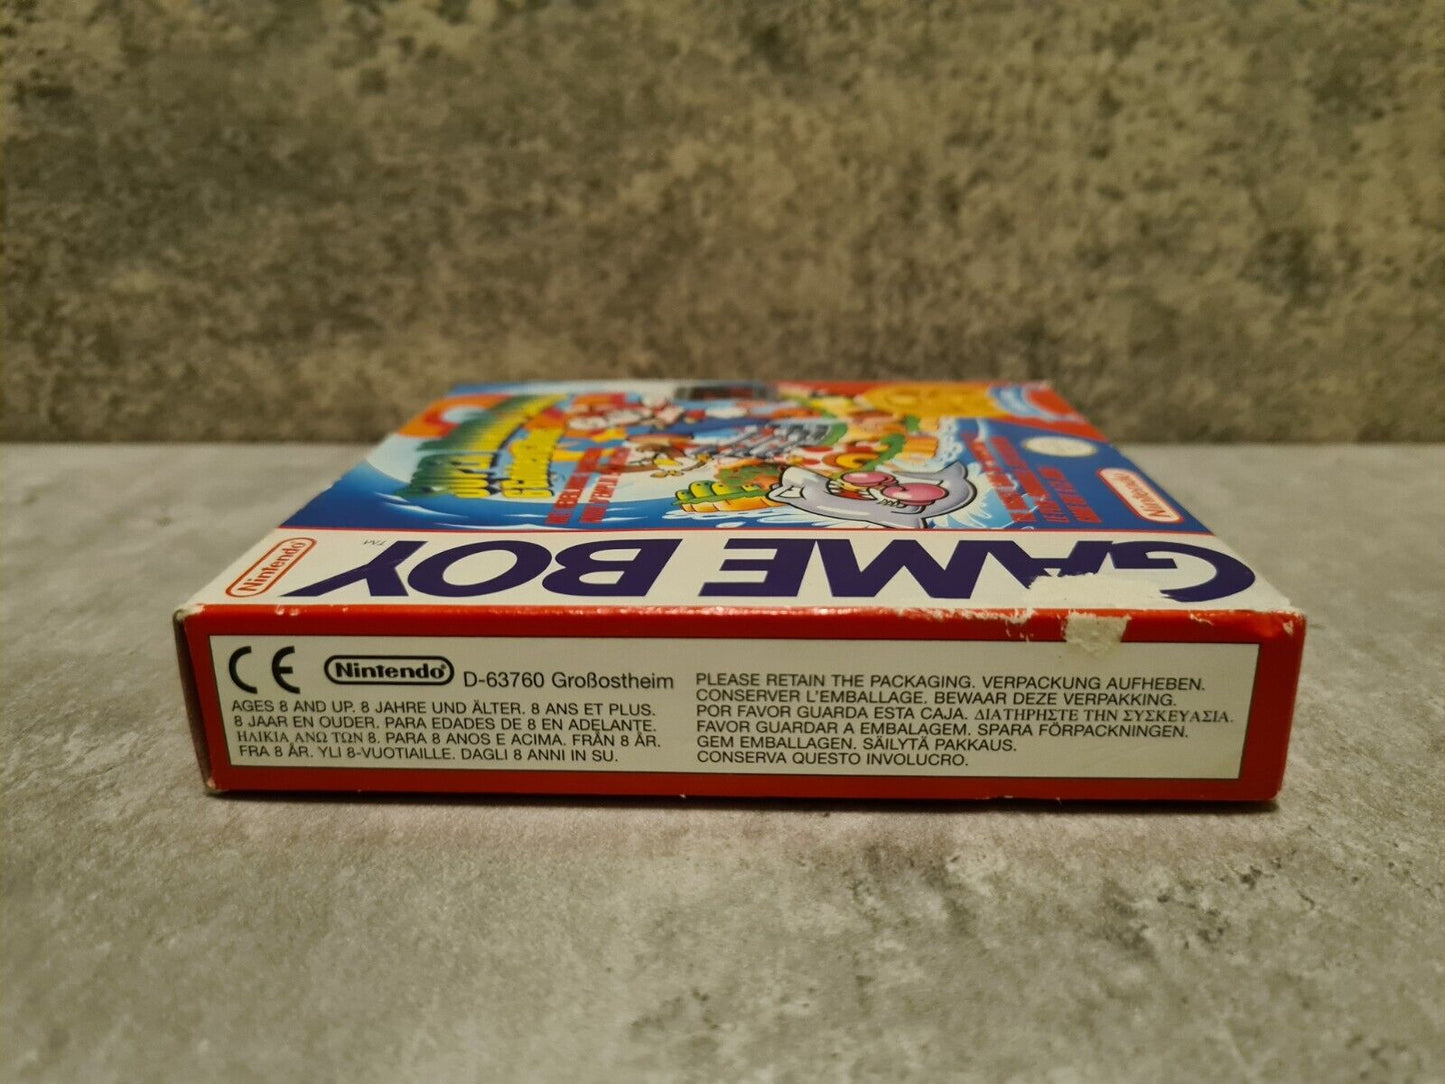 Nintendo
GAME BOY
TM
Nintendo
CE
Nintendo®
D-63760 Großostheim
AGES 8 AND UP. 8 JAHRE UND ÄLTER. 8 ANS ET PLUS.
8 JAAR EN OUDER. PARA EDADES DE 8 EN ADELANTE.
ΗΛΙΚΙΑ ΑΝΩ ΤΩΝ 8. PARA 8 ANOS E ACIMA. FRÅN 8 ÅR.
FRA 8 ÅR. YLI 8-VUOTIAILLE. DAGLI 8 ANNI IN SU.
PLEASE RETAIN THE PACKAGING. VERPACKUNG AUFHEBEN.
CONSERVER L'EMBALLAGE. BEWAAR DEZE VERPAKKING.
POR FAVOR GUARDA ESTA CAJA. ΔΙΑΤΗΡΗΣΤΕ ΤΗΝ ΣΥΣΚΕΥΑΣΙΑ.
FAVOR GUARDAR A EMBALAGEM. SPARA FÖRPACKNINGEN.
GEM EMBALLAGEN. SÄILYTÄ PAKKAUS.
CONSERVA QUESTO INVOLUCRO.